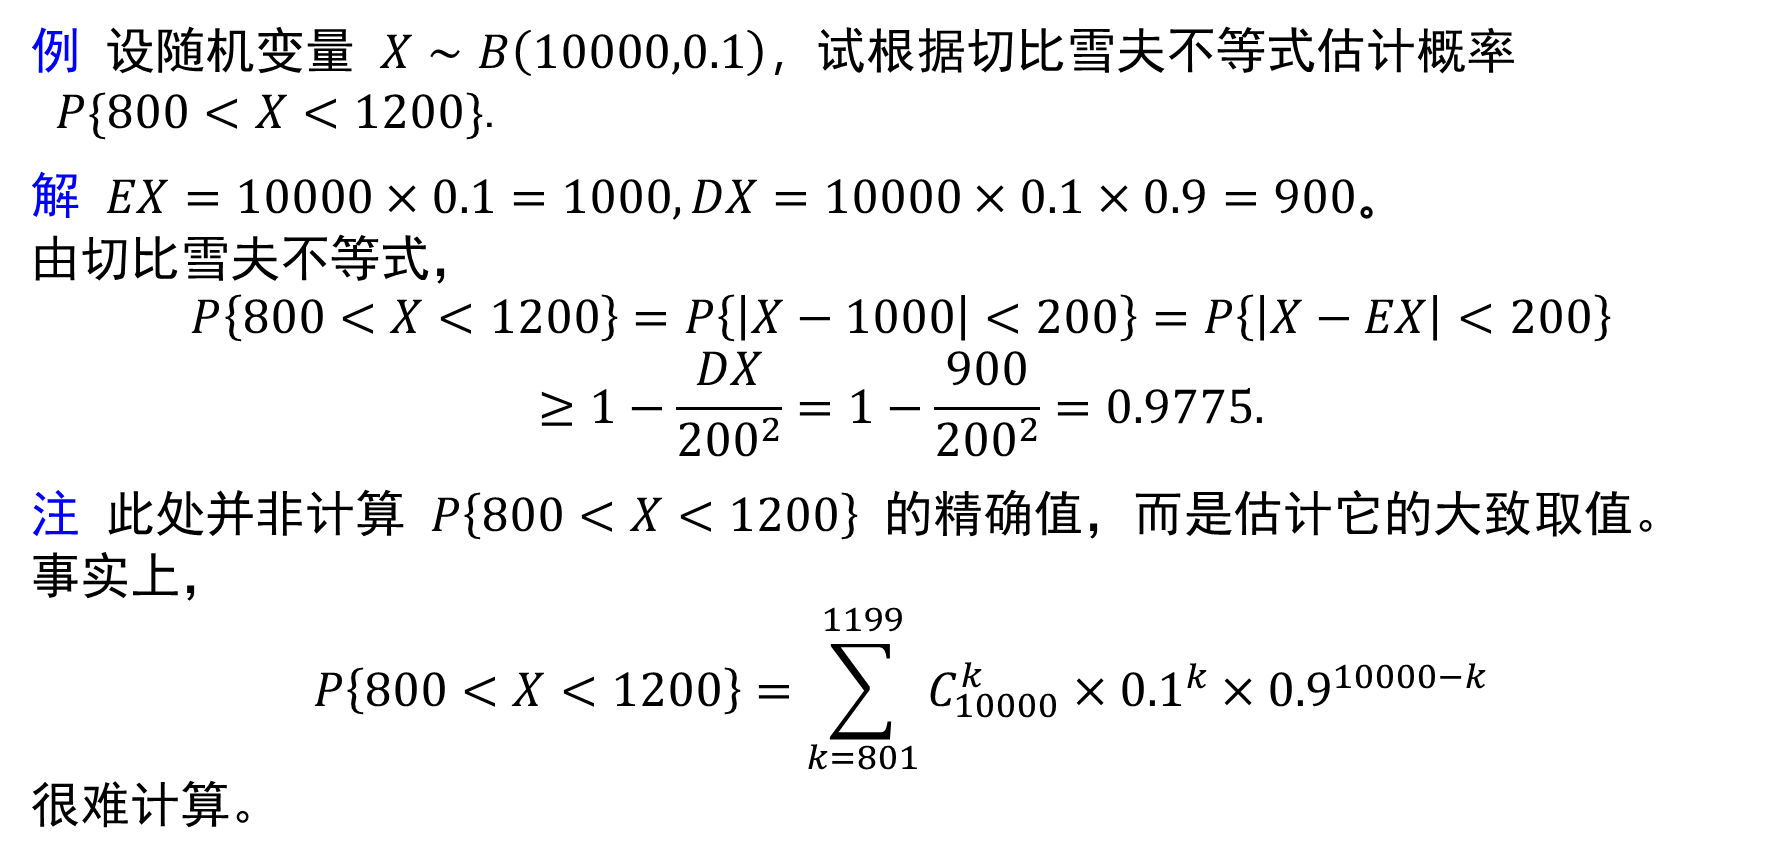 例 设随机变量 X ~ B(10000,0.1)，试根据切比雪夫不等式估计概率
P{800 < X < 1200}.
解 EX = 10000 × 0.1 = 1000, DX = 10000 × 0.1 × 0.9 = 900。
由切比雪夫不等式，
P{800 < X < 1200} = P{|X − 1000| < 200} = P{|X − EX| < 200}
≥ 1 − DX/200² = 1 − 900/200² = 0.9775.
注 此处并非计算 P{800 < X < 1200} 的精确值，而是估计它的大致取值。
事实上，
P{800 < X < 1200} = ∑_{k=801}^{1199} C_{10000}^{k} × 0.1^{k} × 0.9^{10000−k}
很难计算。